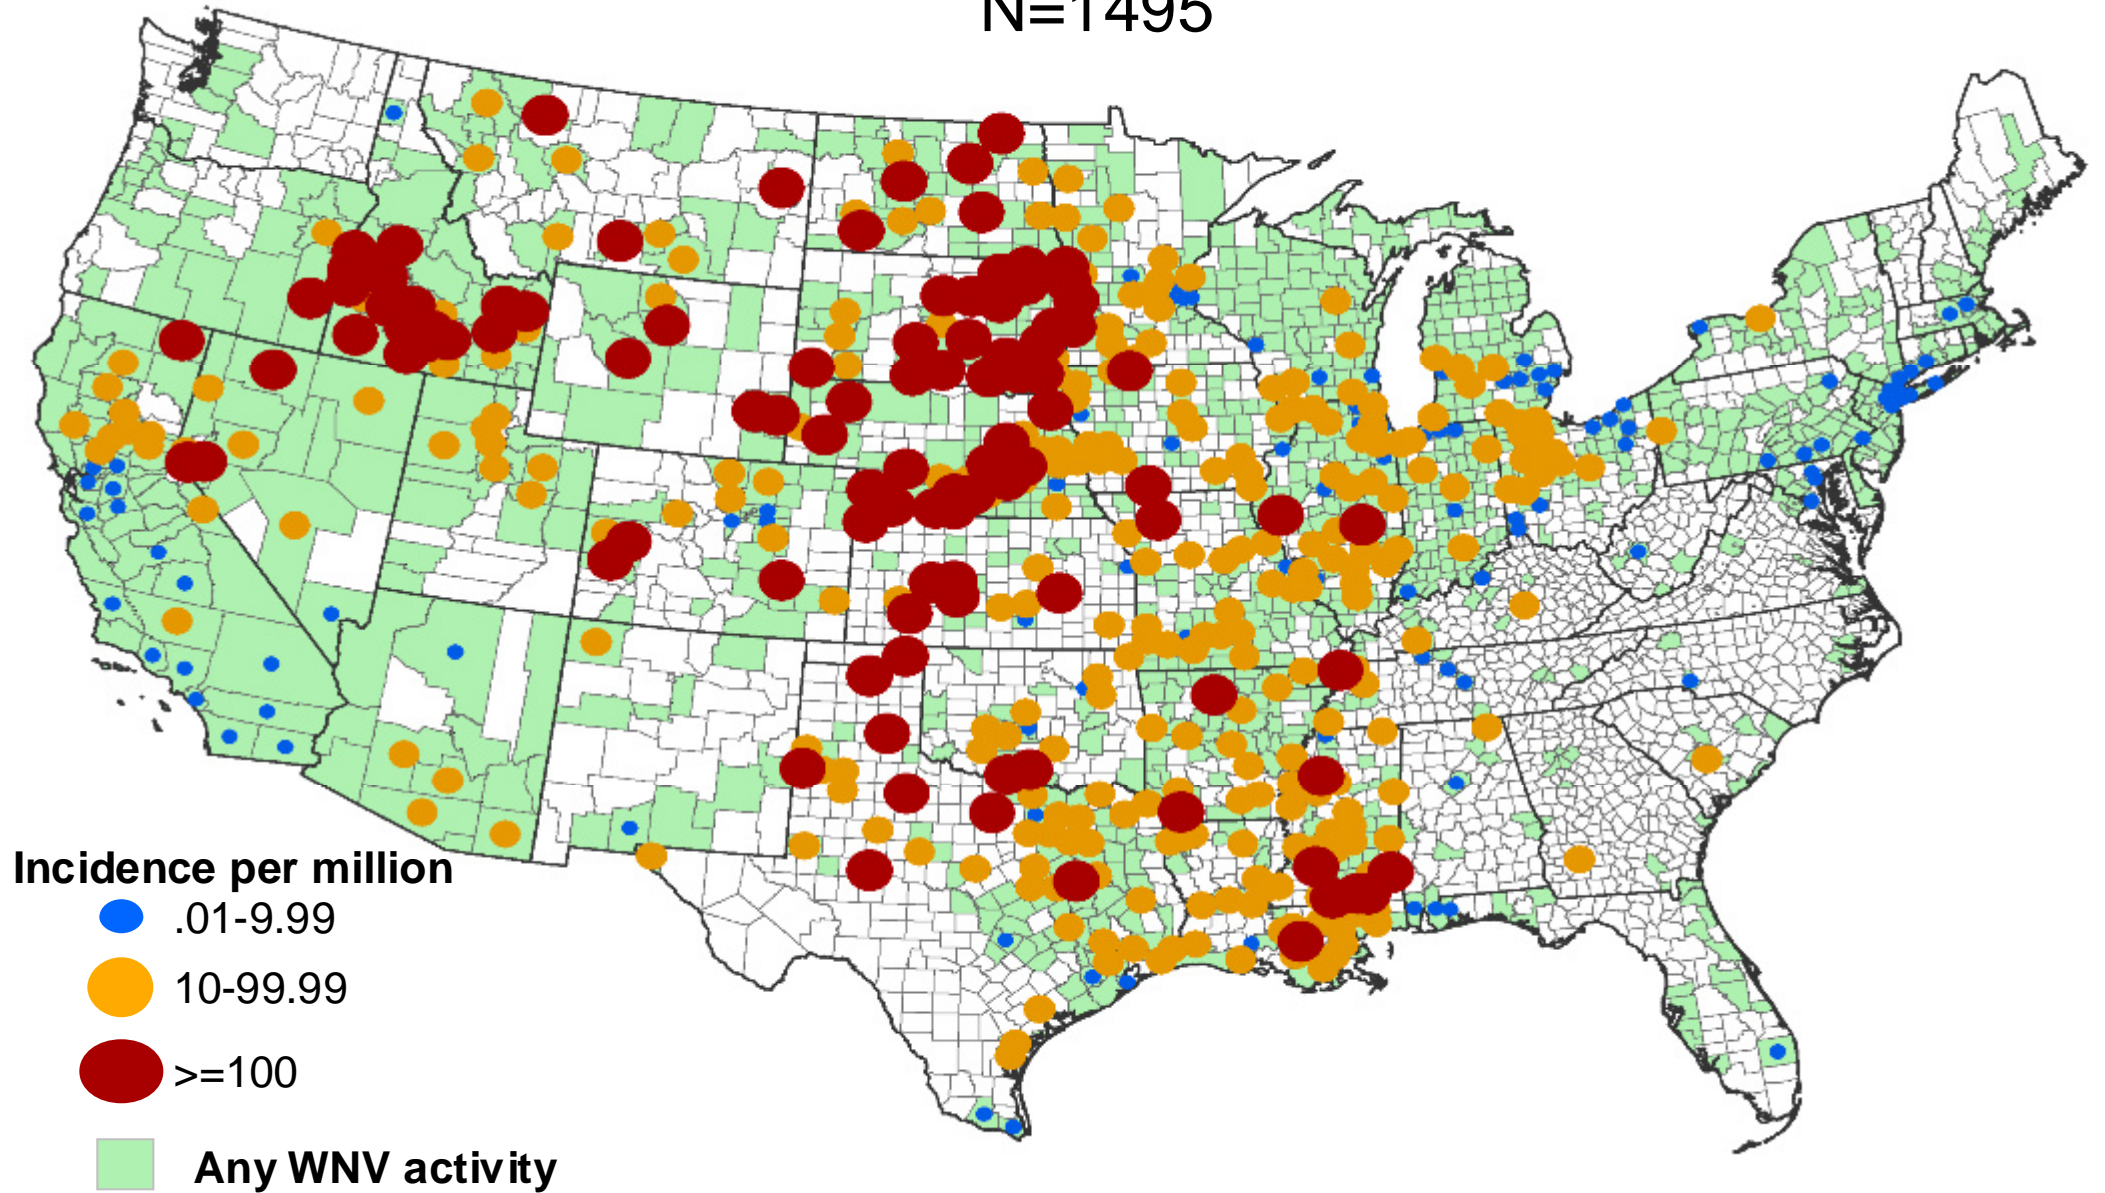 N=1495
Incidence per million
.01-9.99
10-99.99
>=100
Any WNV activity